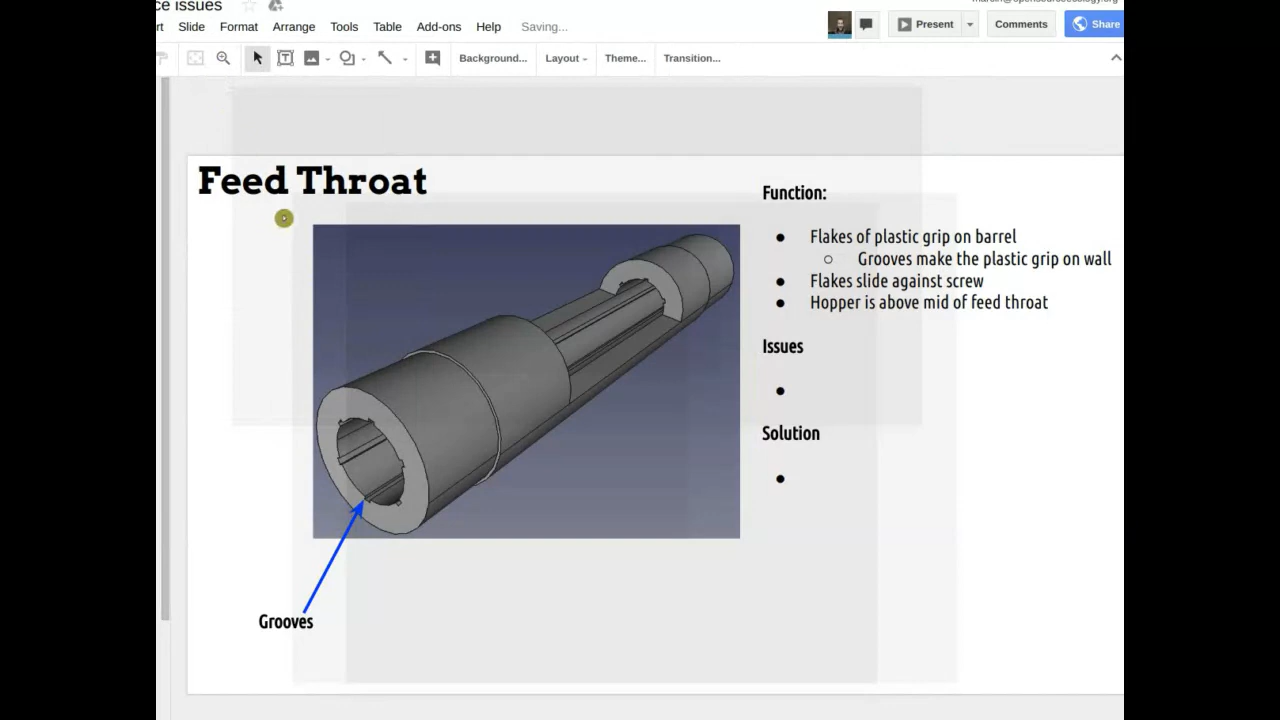 ce issues
Slide Format Arrange Tools Table Add-ons Help Saving...
Present Comments Share
Background... Layout Theme... Transition...
Feed Throat
Function:
● Flakes of plastic grip on barrel
○ Grooves make the plastic grip on wall
● Flakes slide against screw
● Hopper is above mid of feed throat
Issues
●
Solution
●
Grooves